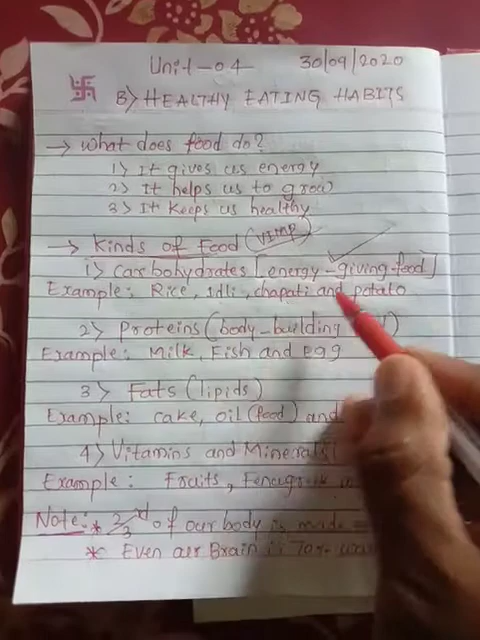 Unit-04 30/09/2020
卐 B> HEALTHY EATING HABITS
→ What does food do?
1> It gives us energy
2> It helps us to grow
3> It keeps us healthy
→ Kinds of Food (VIMP)
1) Carbohydrates [energy-giving-food]
Example: Rice, Idli, chapati and potato
2> Proteins (body-building
Example: Milk, Fish and Egg
3> Fats (lipids)
Example: cake, oil (food) and
4> Vitamins and Minerals
Example: Fruits,
Note: * 2/3rd of our body is made
* Even our Brain is 70%